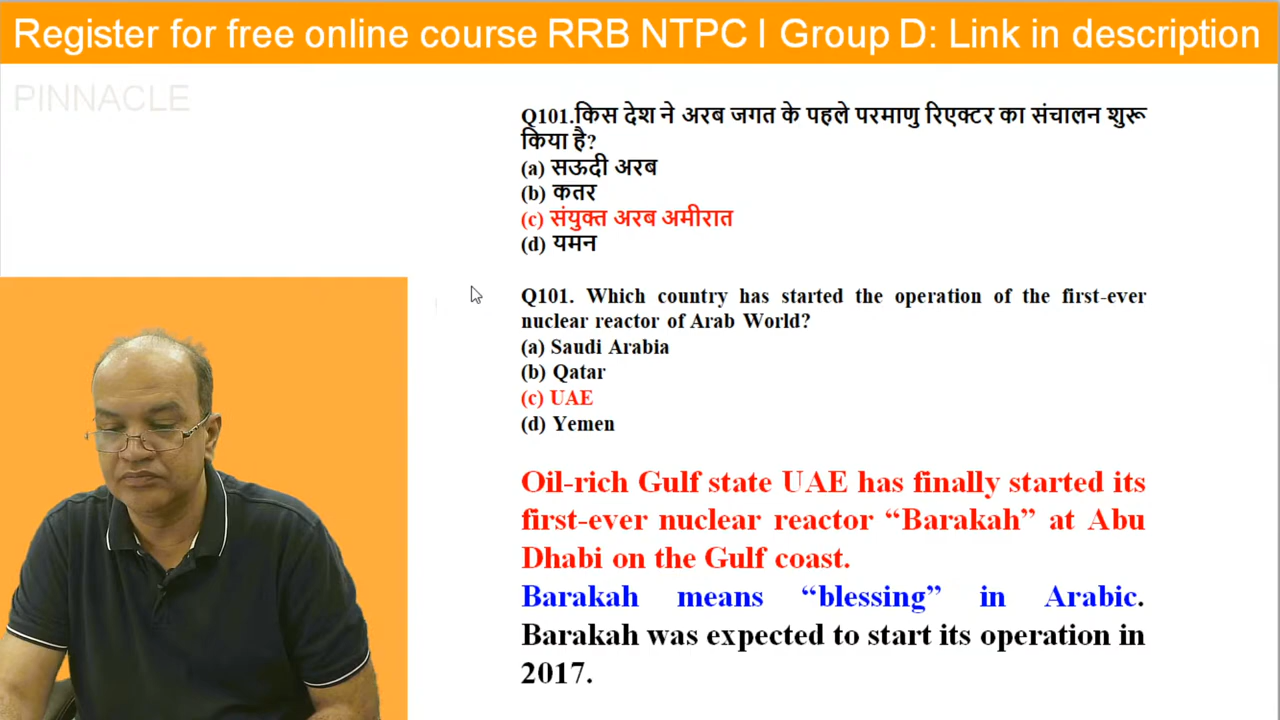 Register for free online course RRB NTPC I Group D: Link in description
PINNACLE
Q101.किस देश ने अरब जगत के पहले परमाणु रिएक्टर का संचालन शुरू
किया है?
(a) सऊदी अरब
(b) कतर
(c) संयुक्त अरब अमीरात
(d) यमन
Q101. Which country has started the operation of the first-ever
nuclear reactor of Arab World?
(a) Saudi Arabia
(b) Qatar
(c) UAE
(d) Yemen
Oil-rich Gulf state UAE has finally started its
first-ever nuclear reactor “Barakah” at Abu
Dhabi on the Gulf coast.
Barakah means “blessing” in Arabic.
Barakah was expected to start its operation in
2017.